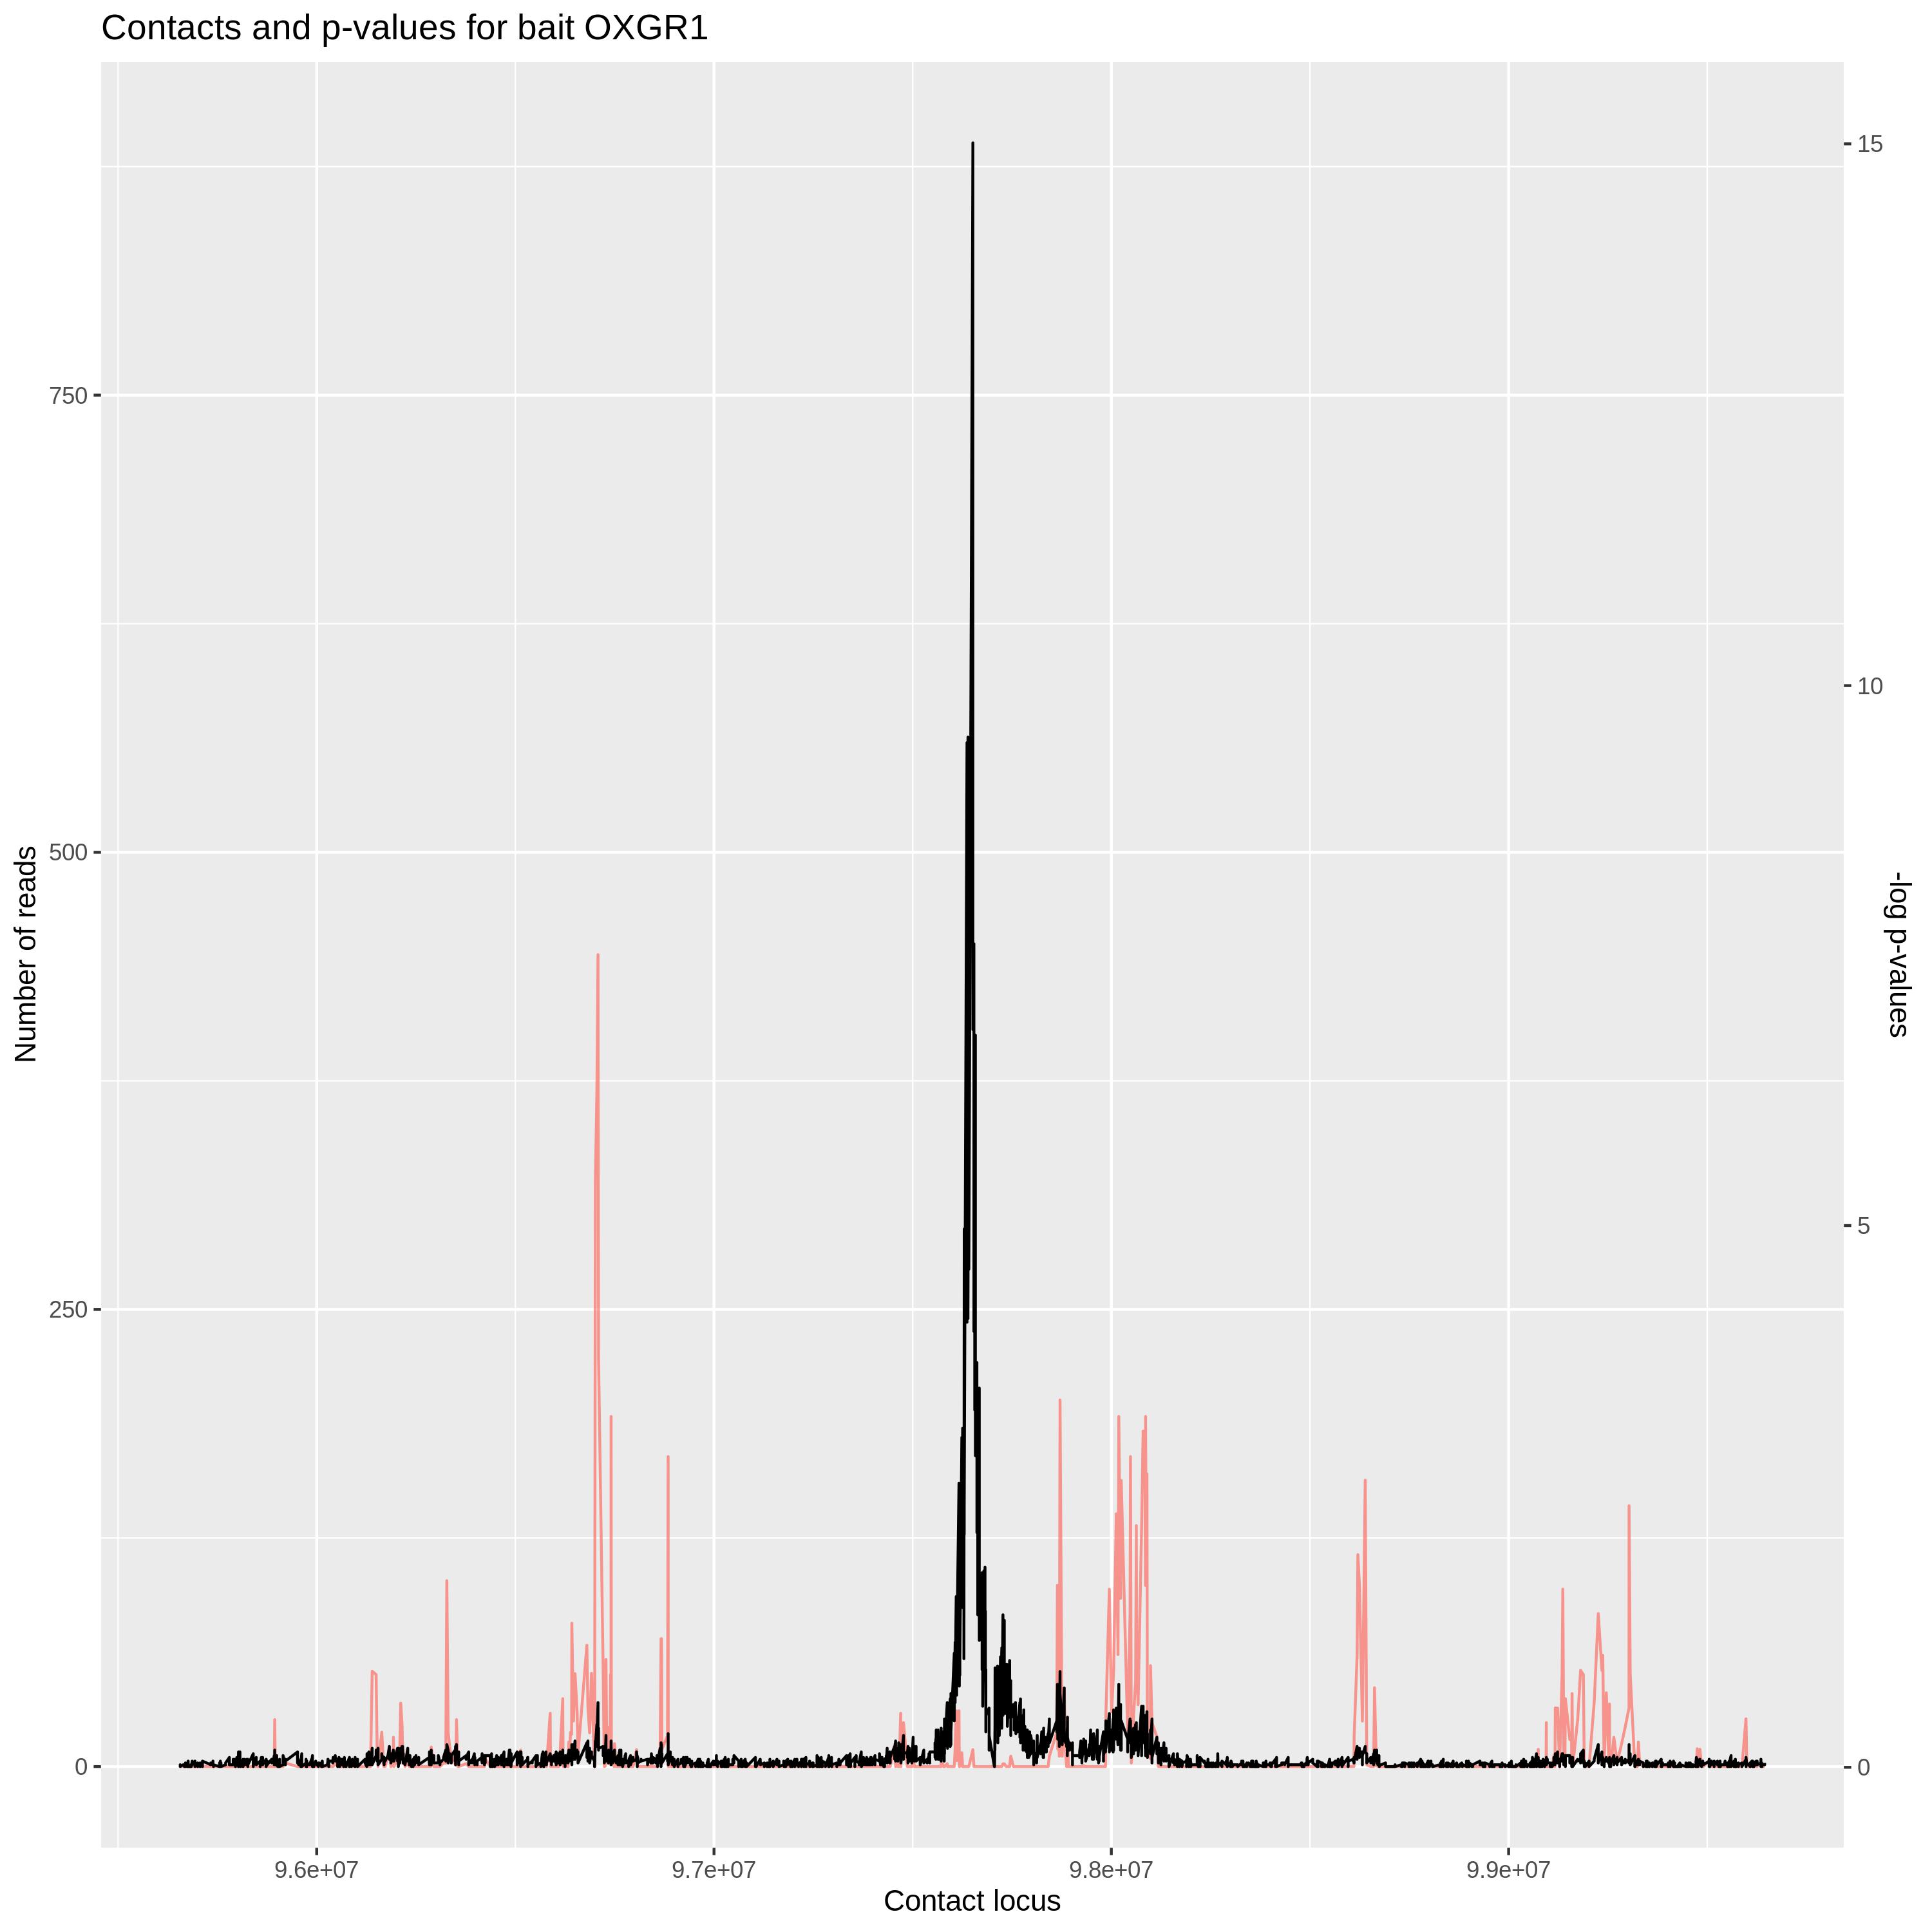 Contacts and p-values for bait OXGR1
Number of reads
750
500
250
0
15
10
5
0
-log p-values
9.6e+07
9.7e+07
9.8e+07
9.9e+07
Contact locus